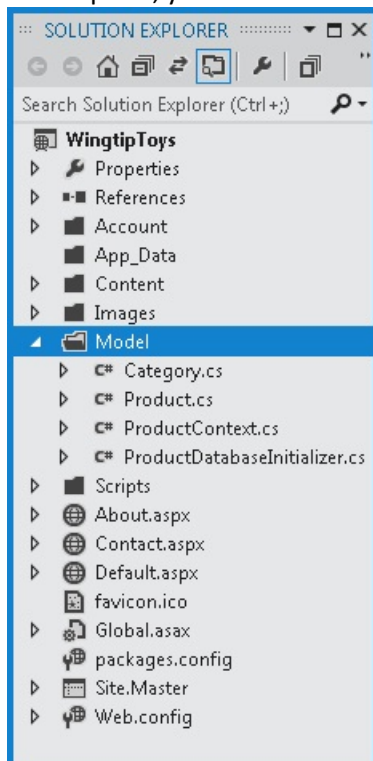 SOLUTION EXPLORER
Search Solution Explorer (Ctrl+;)
WingtipToys
Properties
References
Account
App_Data
Content
Images
Model
C# Category.cs
C# Product.cs
C# ProductContext.cs
C# ProductDatabaseInitializer.cs
Scripts
About.aspx
Contact.aspx
Default.aspx
favicon.ico
Global.asax
packages.config
Site.Master
Web.config